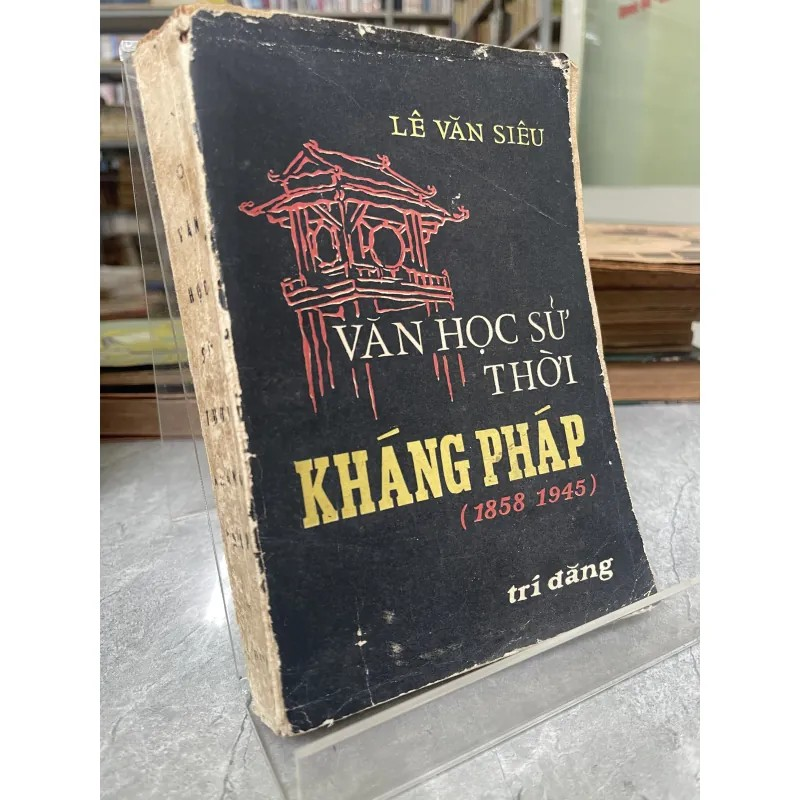 LÊ VĂN SIÊU
VĂN HỌC SỬ
THỜI
KHÁNG PHÁP
(1858 1945)
trí đăng